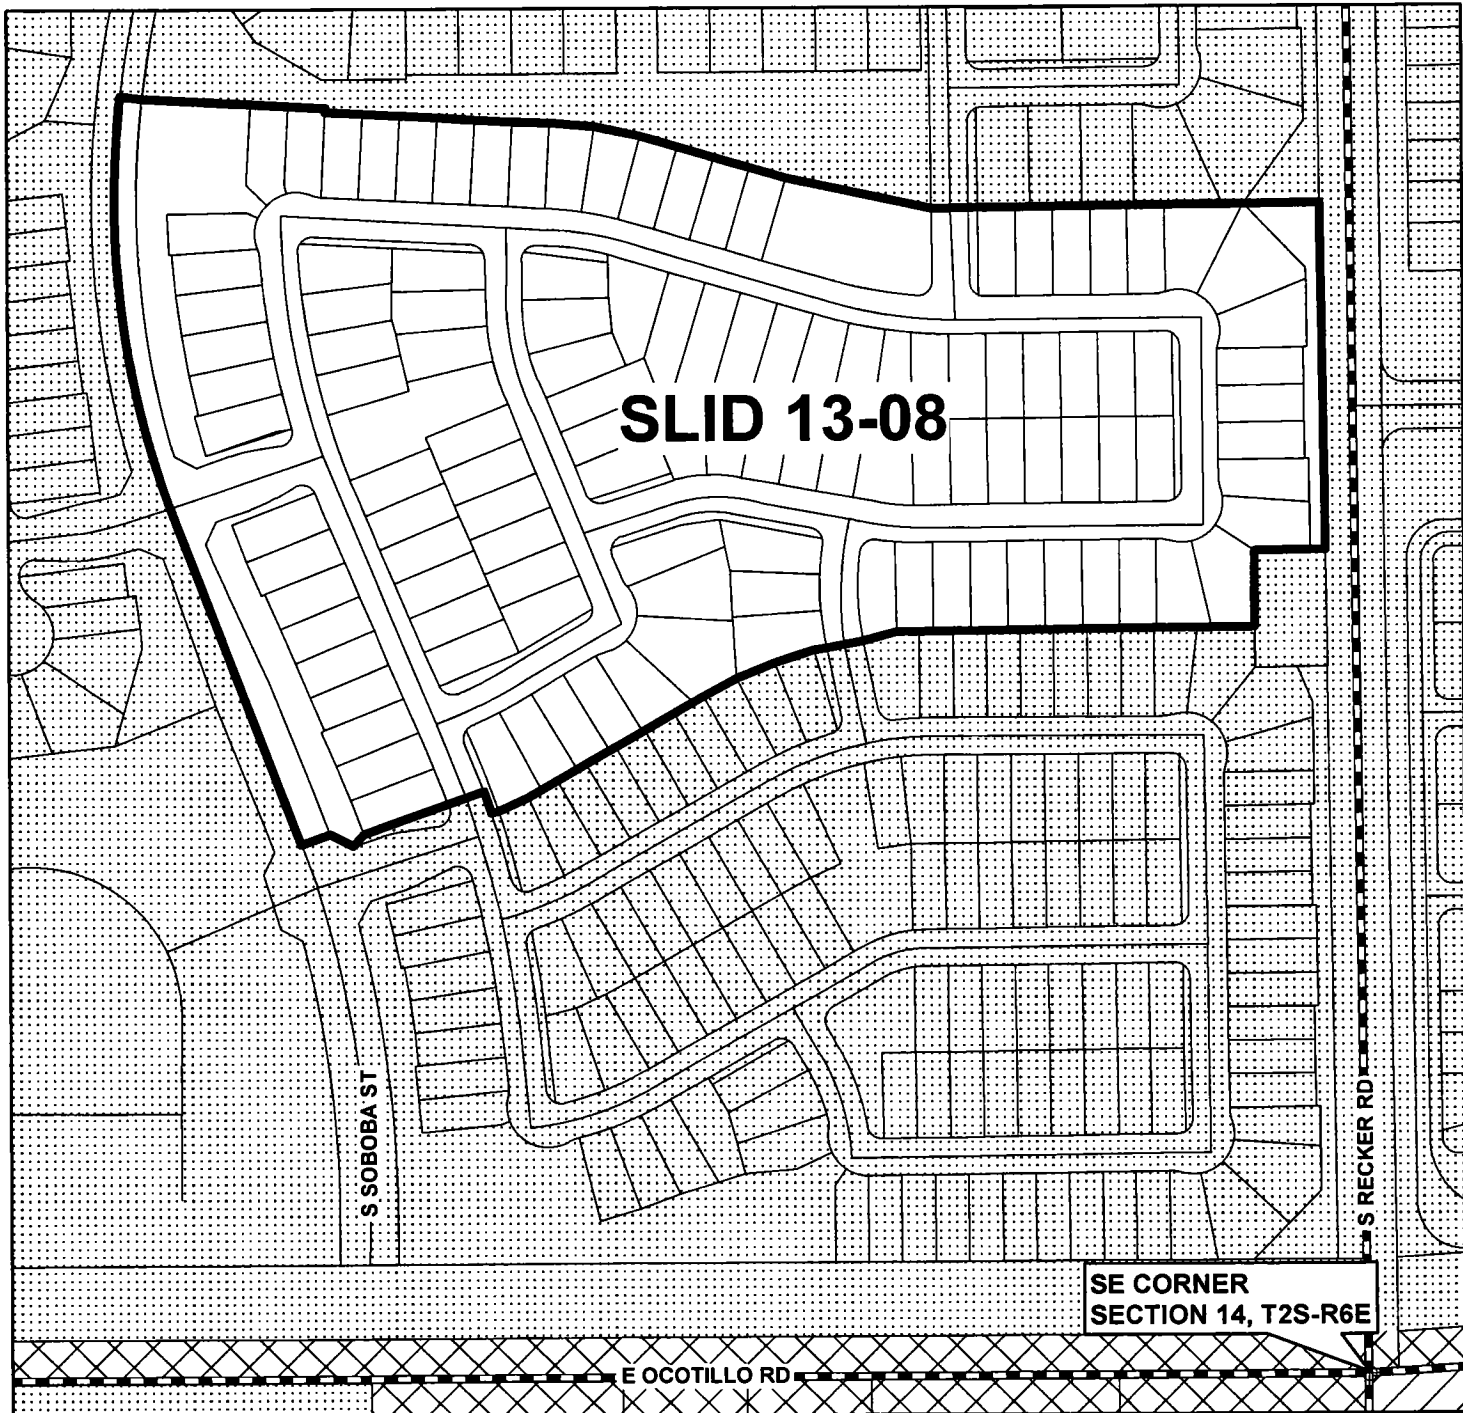 SLID 13-08
S SOBOBA ST
S RECKER RD
SE CORNER
SECTION 14, T2S-R6E
E OCOTILLO RD